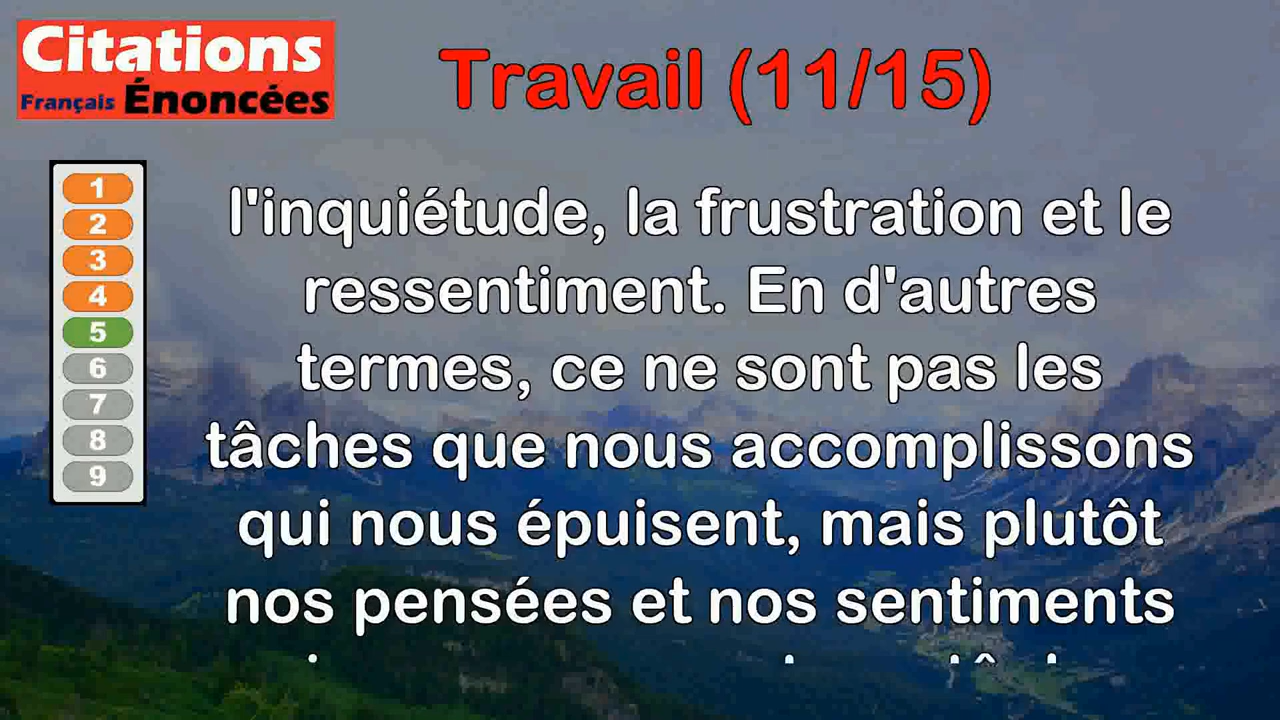 Citations
Français Énoncées
Travail (11/15)
1
2
3
4
5
6
7
8
9
l'inquiétude, la frustration et le
ressentiment. En d'autres
termes, ce ne sont pas les
tâches que nous accomplissons
qui nous épuisent, mais plutôt
nos pensées et nos sentiments